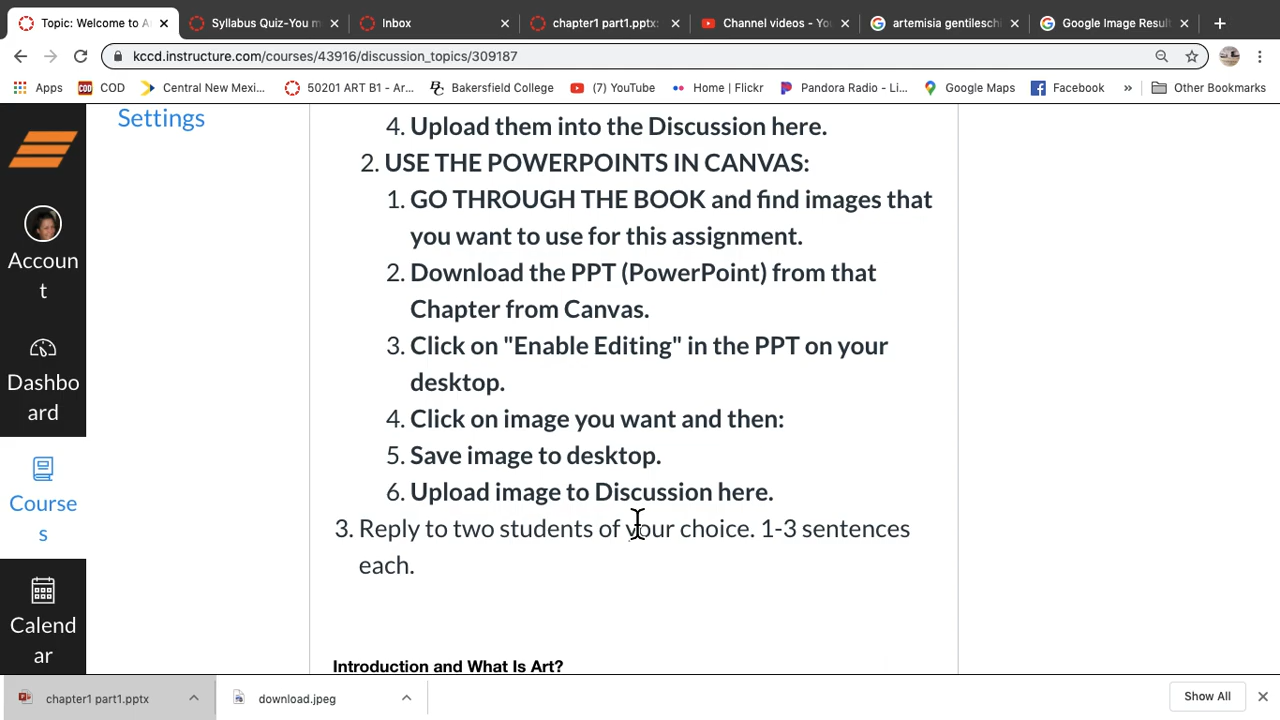 Topic: Welcome to A
Syllabus Quiz-You m
Inbox
chapter1 part1.pptx:
Channel videos - Yo
artemisia gentilesch
Google Image Resul
kccd.instructure.com/courses/43916/discussion_topics/309187
Apps
COD
Central New Mexi...
50201 ART B1 - Ar...
Bakersfield College
(7) YouTube
Home | Flickr
Pandora Radio - Li...
Google Maps
Facebook
»
Other Bookmarks
Accoun
t
Dashbo
ard
Course
s
Calend
ar
Settings
4. Upload them into the Discussion here.
2. USE THE POWERPOINTS IN CANVAS:
1. GO THROUGH THE BOOK and find images that
you want to use for this assignment.
2. Download the PPT (PowerPoint) from that
Chapter from Canvas.
3. Click on "Enable Editing" in the PPT on your
desktop.
4. Click on image you want and then:
5. Save image to desktop.
6. Upload image to Discussion here.
3. Reply to two students of your choice. 1-3 sentences
each.
Introduction and What Is Art?
chapter1 part1.pptx
download.jpeg
Show All